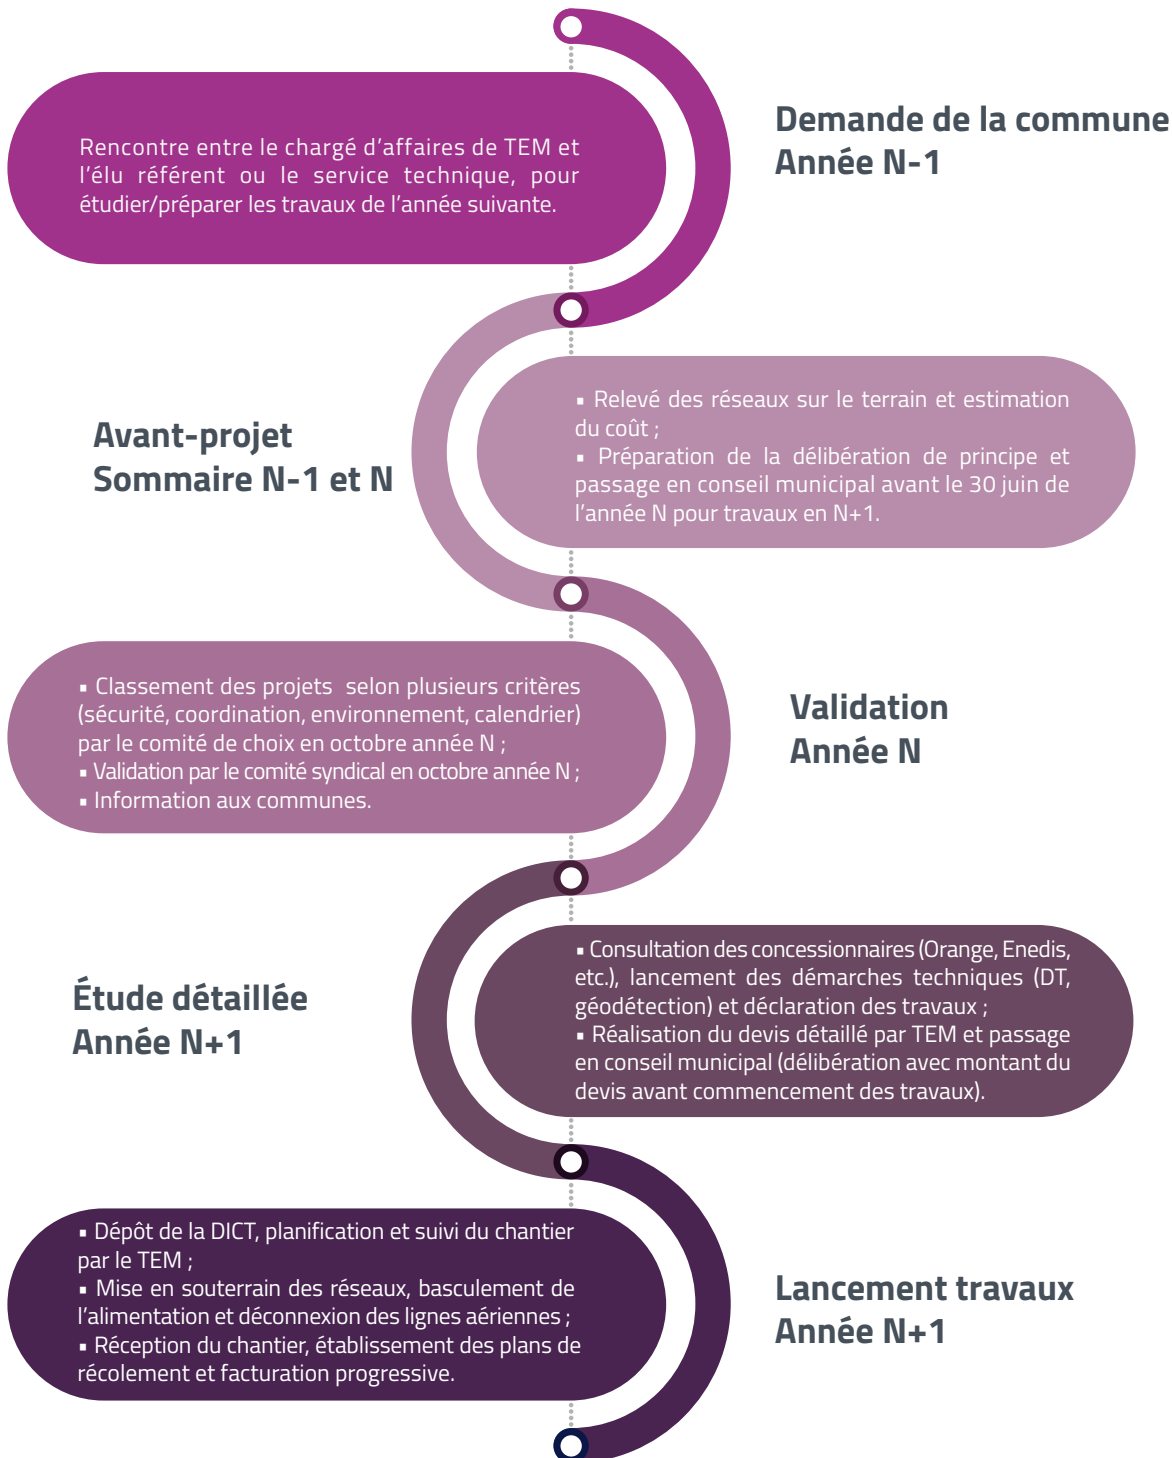 Demande de la commune
Année N-1
Rencontre entre le chargé d’affaires de TEM et
l’élu référent ou le service technique, pour
étudier/préparer les travaux de l’année suivante.
Avant-projet
Sommaire N-1 et N
▪ Relevé des réseaux sur le terrain et estimation
du coût ;
▪ Préparation de la délibération de principe et
passage en conseil municipal avant le 30 juin de
l’année N pour travaux en N+1.
Validation
Année N
▪ Classement des projets selon plusieurs critères
(sécurité, coordination, environnement, calendrier)
par le comité de choix en octobre année N ;
▪ Validation par le comité syndical en octobre année N ;
▪ Information aux communes.
Étude détaillée
Année N+1
▪ Consultation des concessionnaires (Orange, Enedis,
etc.), lancement des démarches techniques (DT,
géodétection) et déclaration des travaux ;
▪ Réalisation du devis détaillé par TEM et passage
en conseil municipal (délibération avec montant du
devis avant commencement des travaux).
Lancement travaux
Année N+1
▪ Dépôt de la DICT, planification et suivi du chantier
par le TEM ;
▪ Mise en souterrain des réseaux, basculement de
l’alimentation et déconnexion des lignes aériennes ;
▪ Réception du chantier, établissement des plans de
récolement et facturation progressive.